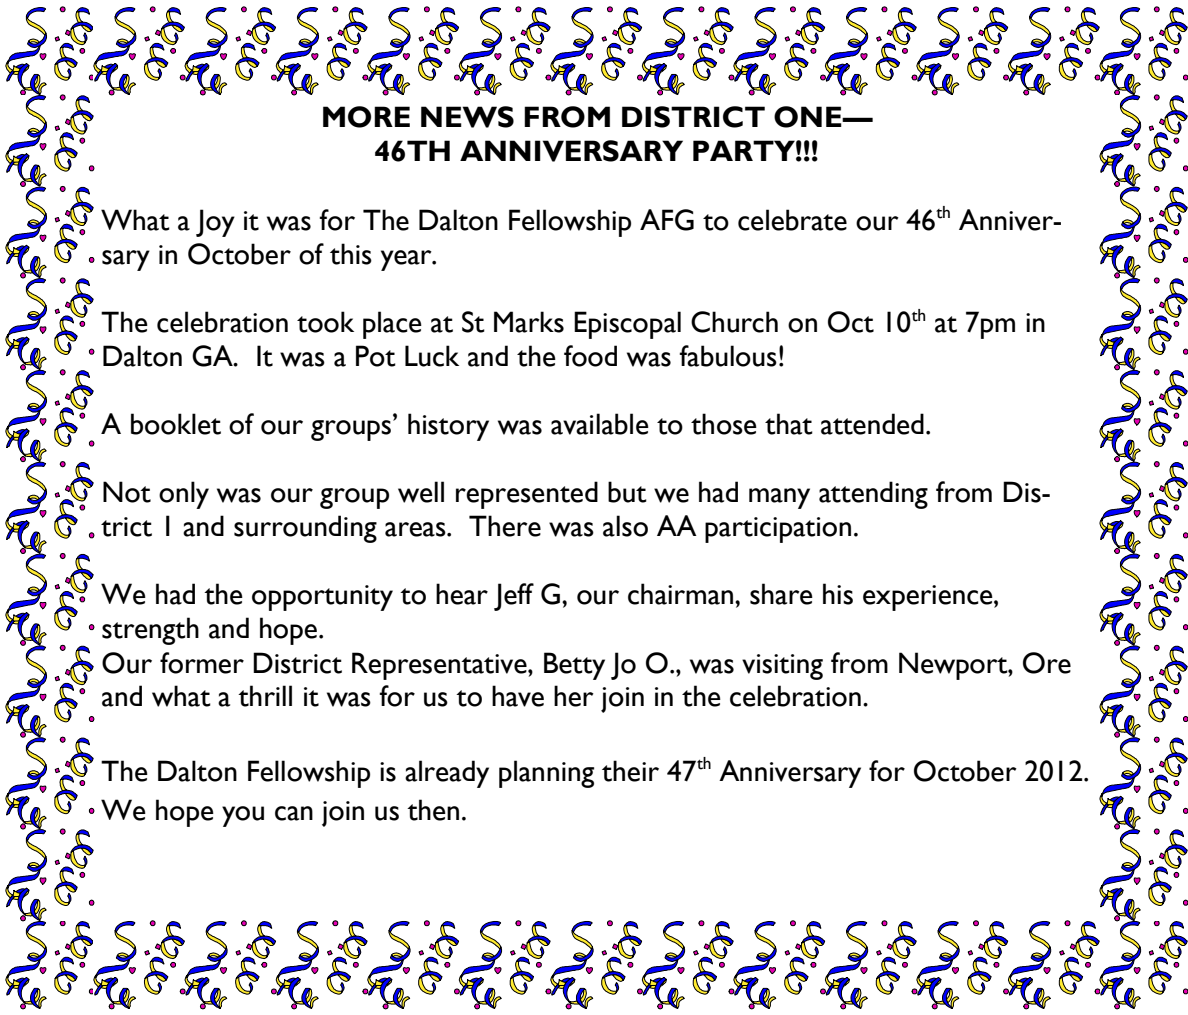 MORE NEWS FROM DISTRICT ONE—
46TH ANNIVERSARY PARTY!!!
What a Joy it was for The Dalton Fellowship AFG to celebrate our 46th Anniver-
sary in October of this year.
The celebration took place at St Marks Episcopal Church on Oct 10th at 7pm in
Dalton GA.  It was a Pot Luck and the food was fabulous!
A booklet of our groups’ history was available to those that attended.
Not only was our group well represented but we had many attending from Dis-
trict 1 and surrounding areas.  There was also AA participation.
We had the opportunity to hear Jeff G, our chairman, share his experience,
strength and hope.
Our former District Representative, Betty Jo O., was visiting from Newport, Ore
and what a thrill it was for us to have her join in the celebration.
The Dalton Fellowship is already planning their 47th Anniversary for October 2012.
We hope you can join us then.